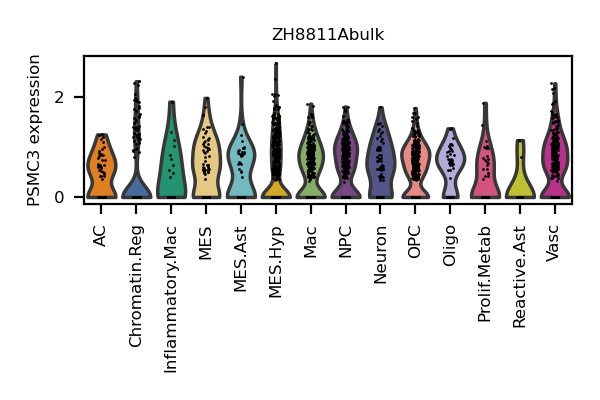 ZH8811Abulk
PSMC3 expression
2
0
AC
Chromatin.Reg
Inflammatory.Mac
MES
MES.Ast
MES.Hyp
Mac
NPC
Neuron
OPC
Oligo
Prolif.Metab
Reactive.Ast
Vasc